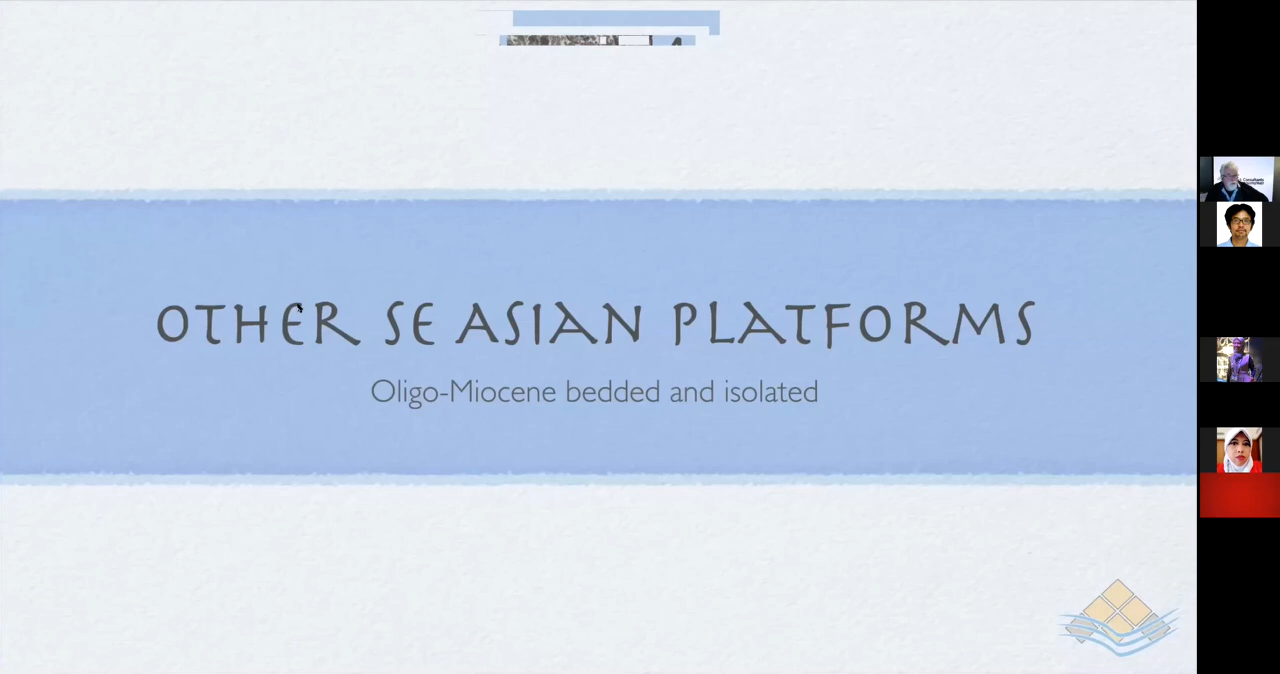 OTHER SE ASIAN PLATFORMS
Oligo-Miocene bedded and isolated